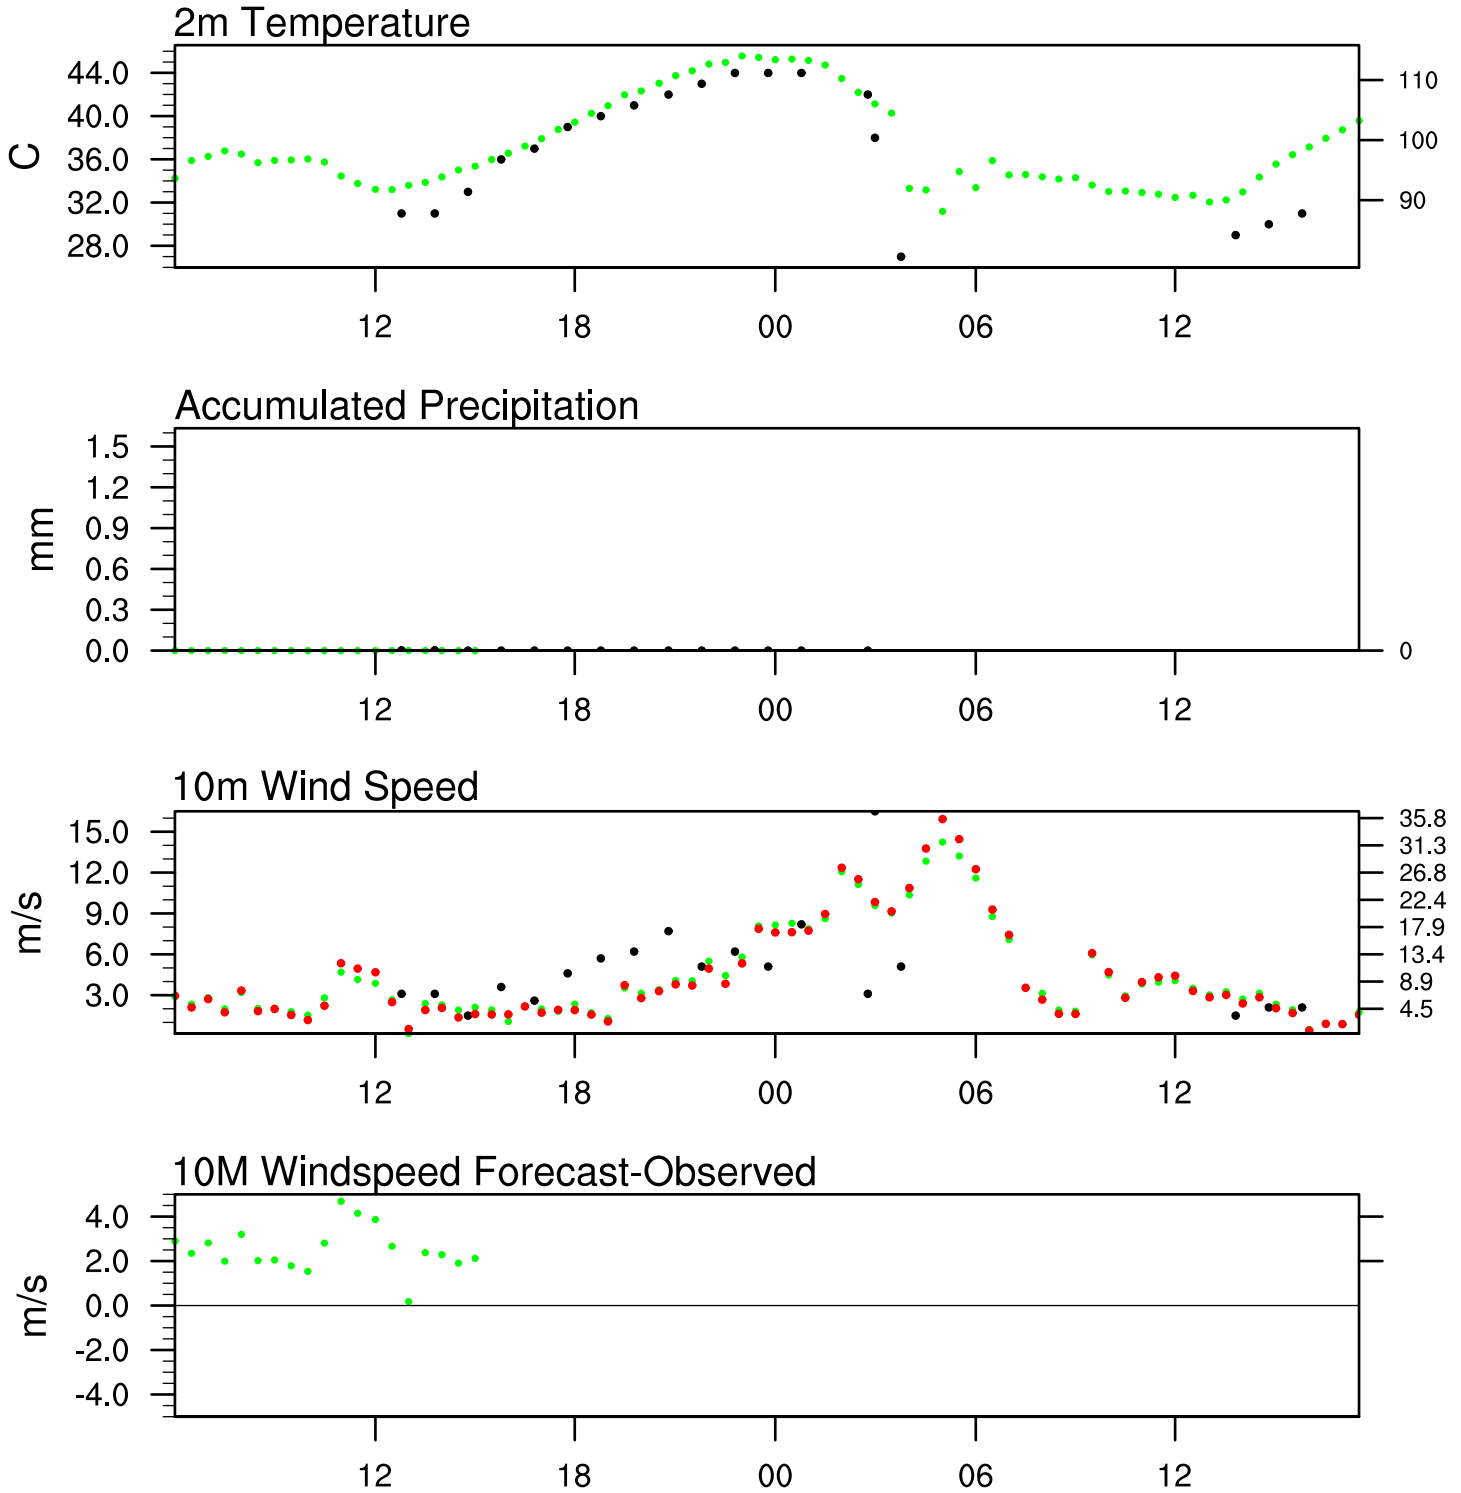 2m Temperature
44.0
40.0
36.0
32.0
28.0
C
110
100
90
12 18 00 06 12
Accumulated Precipitation
1.5
1.2
0.9
0.6
0.3
0.0
mm
0
12 18 00 06 12
10m Wind Speed
15.0
12.0
9.0
6.0
3.0
m/s
35.8
31.3
26.8
22.4
17.9
13.4
8.9
4.5
12 18 00 06 12
10M Windspeed Forecast-Observed
4.0
2.0
0.0
-2.0
-4.0
m/s
12 18 00 06 12